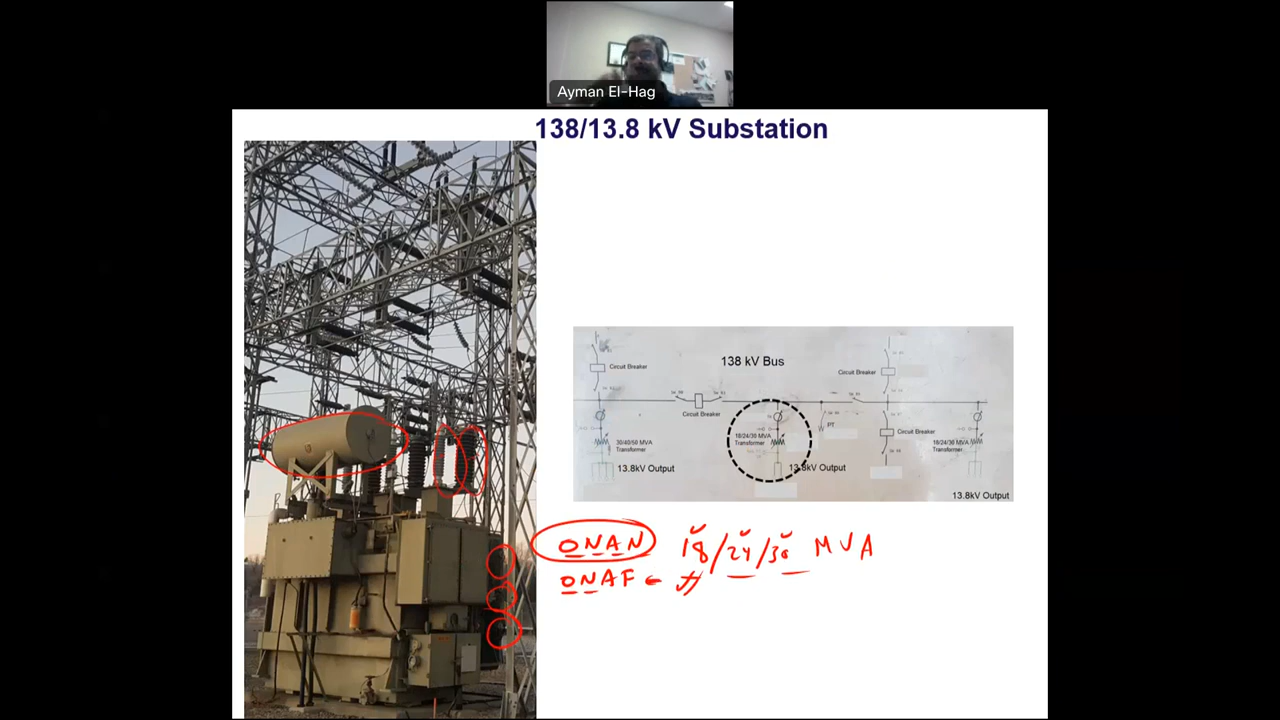 Ayman El-Hag
138/13.8 kV Substation
138 kV Bus
Circuit Breaker
Circuit Breaker
Circuit Breaker
Circuit Breaker
PT
30/40/50 MVA
Transformer
18/24/30 MVA
Transformer
18/24/30 MVA
Transformer
13.8kV Output
13.8kV Output
13.8kV Output
ONAN 18/24/30 MVA
ONAF